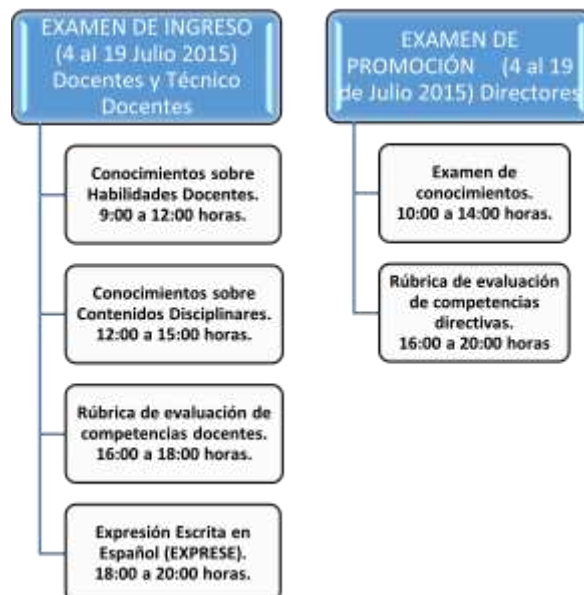 EXAMEN DE INGRESO
(4 al 19 Julio 2015)
Docentes y Técnico
Docentes
Conocimientos sobre
Habilidades Docentes.
9:00 a 12:00 horas.
Conocimientos sobre
Contenidos Disciplinares.
12:00 a 15:00 horas.
Rúbrica de evaluación de
competencias docentes.
16:00 a 18:00 horas.
Expresión Escrita en
Español (EXPRESE).
18:00 a 20:00 horas.
EXAMEN DE
PROMOCIÓN (4 al 19
de Julio 2015) Directores
Examen de
conocimientos.
10:00 a 14:00 horas.
Rúbrica de evaluación
de competencias
directivas.
16:00 a 20:00 horas